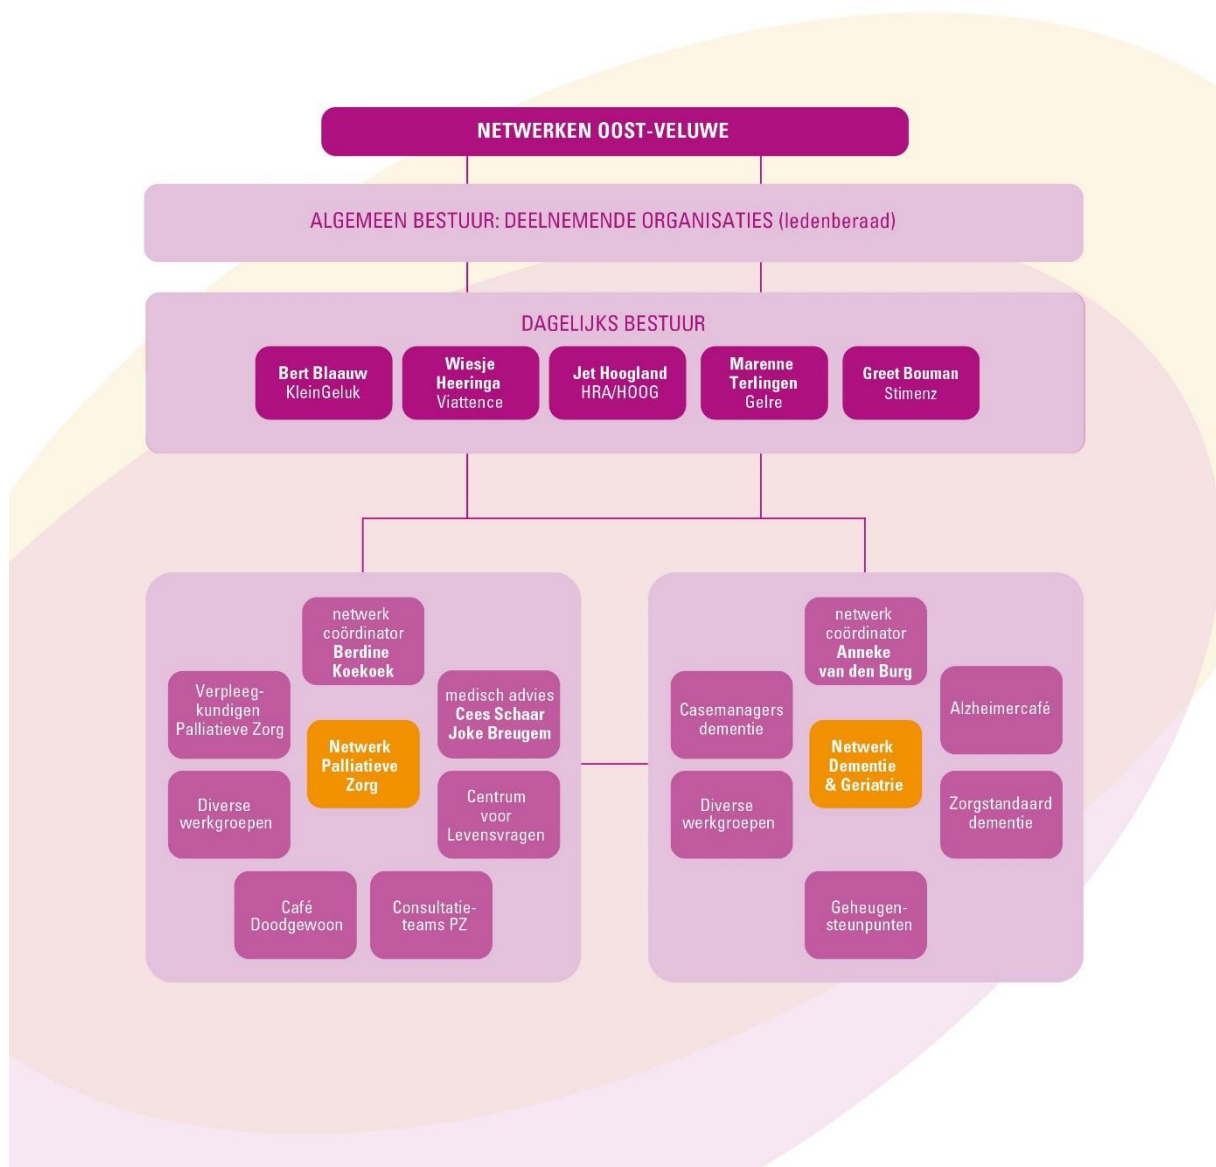 NETWERKEN OOST-VELUWE
ALGEMEEN BESTUUR: DEELNEMENDE ORGANISATIES (ledenberaad)
DAGELIJKS BESTUUR
Bert Blaauw
KleinGeluk
Wiesje
Heeringa
Viattence
Jet Hoogland
HRA/HOOG
Marenne
Terlingen
Gelre
Greet Bouman
Stimenz
netwerk
coördinator
Berdine
Koekoek
Verpleeg-
kundigen
Palliatieve Zorg
medisch advies
Cees Schaar
Joke Breugem
Netwerk
Palliatieve
Zorg
Diverse
werkgroepen
Centrum
voor
Levensvragen
Café
Doodgewoon
Consultatie-
teams PZ
netwerk
coördinator
Anneke
van den Burg
Casemanagers
dementie
Alzheimercafé
Netwerk
Dementie
& Geriatrie
Diverse
werkgroepen
Zorgstandaard
dementie
Geheugen-
steunpunten